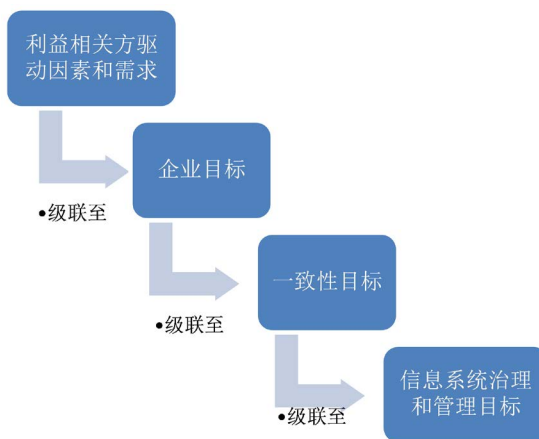 利益相关方驱
动因素和需求
企业目标
•级联至
一致性目标
•级联至
信息系统治理
和管理目标
•级联至